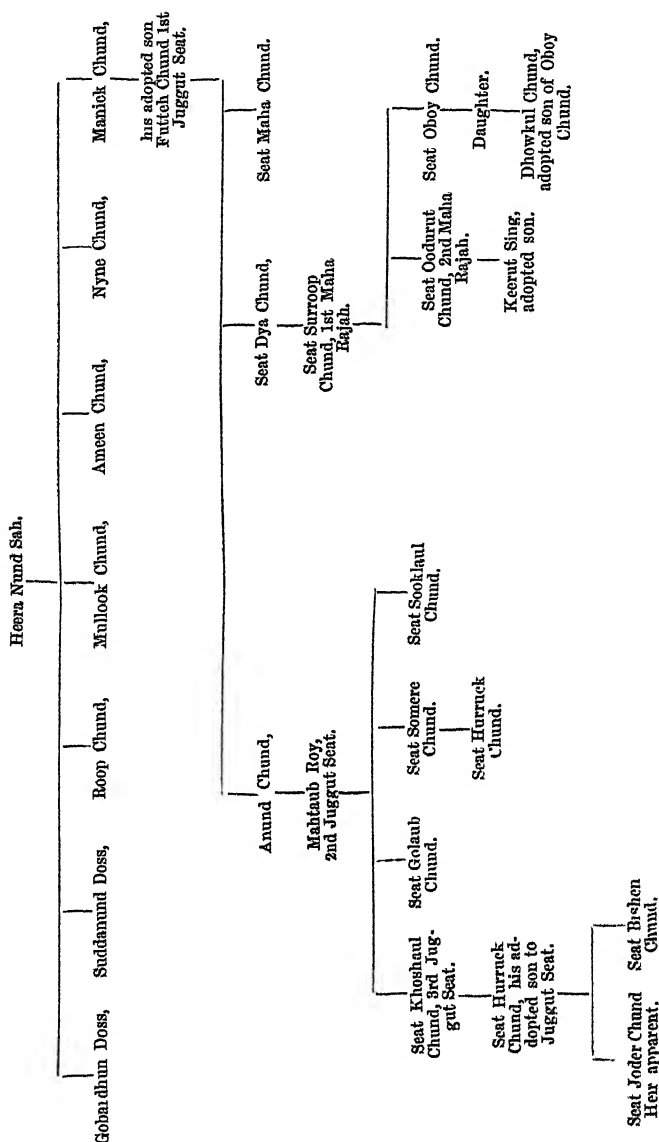 Heera Nund Sah.
Gobardhun Doss,
Suddanund Doss,
Roop Chund,
Mullook Chund,
Ameen Chund,
Nyne Chund,
Manick Chund,
his adopted son
Futteh Chund 1st
Juggut Seat.
Anund Chund,
Seat Dya Chund,
Seat Maha Chund.
Mahtaub Roy,
2nd Juggut Seat.
Seat Surroop
Chund, 1st Maha
Rajah.
Seat Khoshaul
Chund, 3rd Jug-
gut Seat.
Seat Golaub
Chund.
Seat Somere
Chund.
Seat Sooklaul
Chund.
Seat Oodurut
Chund, 2nd Maha
Rajah.
Seat Oboy Chund.
Seat Hurruck
Chund, his ad-
dopted son to
Juggut Seat.
Seat Hurruck
Chund.
Keerut Sing,
adopted son.
Daughter.
Dhowkul Chund,
adopted son of Oboy
Chund.
Seat Joder Chund
Heir apparent.
Seat Bishen
Chund.